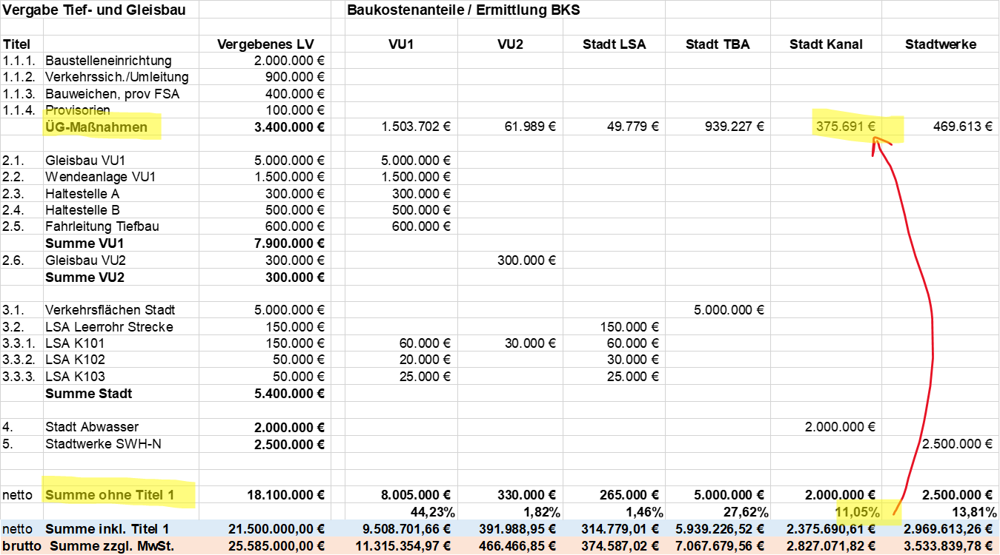 Vergabe Tief- und Gleisbau Baukostenanteile / Ermittlung BKS
Titel Vergebenes LV VU1 VU2 Stadt LSA Stadt TBA Stadt Kanal Stadtwerke
1.1.1. Baustelleneinrichtung 2.000.000 €
1.1.2. Verkehrssich./Umleitung 900.000 €
1.1.3. Bauweichen, prov FSA 400.000 €
1.1.4. Provisorien 100.000 €
ÜG-Maßnahmen 3.400.000 € 1.503.702 € 61.989 € 49.779 € 939.227 € 375.691 € 469.613 €
2.1. Gleisbau VU1 5.000.000 € 5.000.000 €
2.2. Wendeanlage VU1 1.500.000 € 1.500.000 €
2.3. Haltestelle A 300.000 € 300.000 €
2.4. Haltestelle B 500.000 € 500.000 €
2.5. Fahrleitung Tiefbau 600.000 € 600.000 €
Summe VU1 7.900.000 €
2.6. Gleisbau VU2 300.000 € 300.000 €
Summe VU2 300.000 €
3.1. Verkehrsflächen Stadt 5.000.000 € 5.000.000 €
3.2. LSA Leerrohr Strecke 150.000 € 150.000 €
3.3.1. LSA K101 150.000 € 60.000 € 30.000 € 60.000 €
3.3.2. LSA K102 50.000 € 20.000 € 30.000 €
3.3.3. LSA K103 50.000 € 25.000 € 25.000 €
Summe Stadt 5.400.000 €
4. Stadt Abwasser 2.000.000 € 2.000.000 €
5. Stadtwerke SWH-N 2.500.000 € 2.500.000 €
netto Summe ohne Titel 1 18.100.000 € 8.005.000 € 330.000 € 265.000 € 5.000.000 € 2.000.000 € 2.500.000 €
44,23% 1,82% 1,46% 27,62% 11,05% 13,81%
netto Summe inkl. Titel 1 21.500.000,00 € 9.508.701,66 € 391.988,95 € 314.779,01 € 5.939.226,52 € 2.375.690,61 € 2.969.613,26 €
brutto Summe zzgl. MwSt. 25.585.000,00 € 11.315.354,97 € 466.466,85 € 374.587,02 € 7.067.679,56 € 2.827.071,82 € 3.533.839,78 €